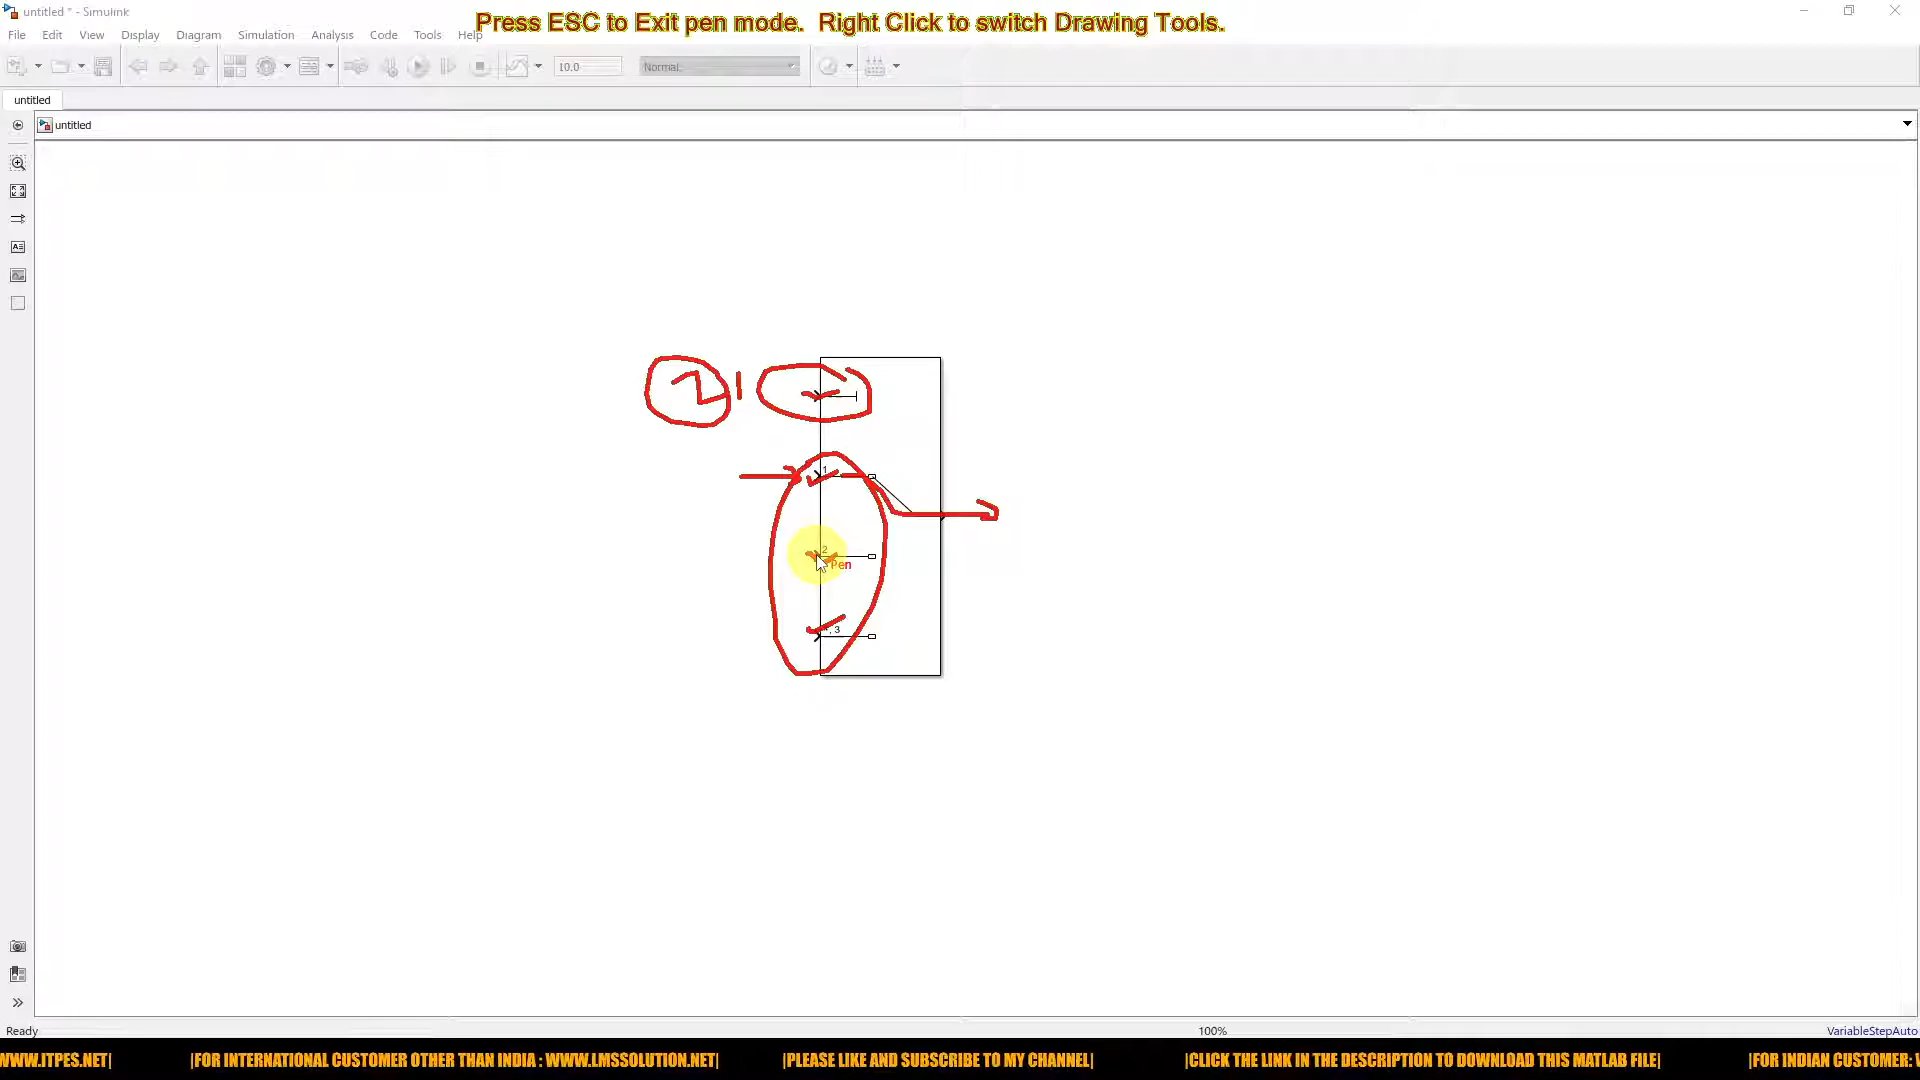 untitled * - Simulink
Press ESC to Exit pen mode.  Right Click to switch Drawing Tools.
File Edit View Display Diagram Simulation Analysis Code Tools Help
10.0 Normal
untitled
untitled
2 1
1
2
Pen
*, 3
Ready 100% VariableStepAuto
WWW.ITPES.NET| |FOR INTERNATIONAL CUSTOMER OTHER THAN INDIA : WWW.LMSSOLUTION.NET| |PLEASE LIKE AND SUBSCRIBE TO MY CHANNEL| |CLICK THE LINK IN THE DESCRIPTION TO DOWNLOAD THIS MATLAB FILE| |FOR INDIAN CUSTOMER: